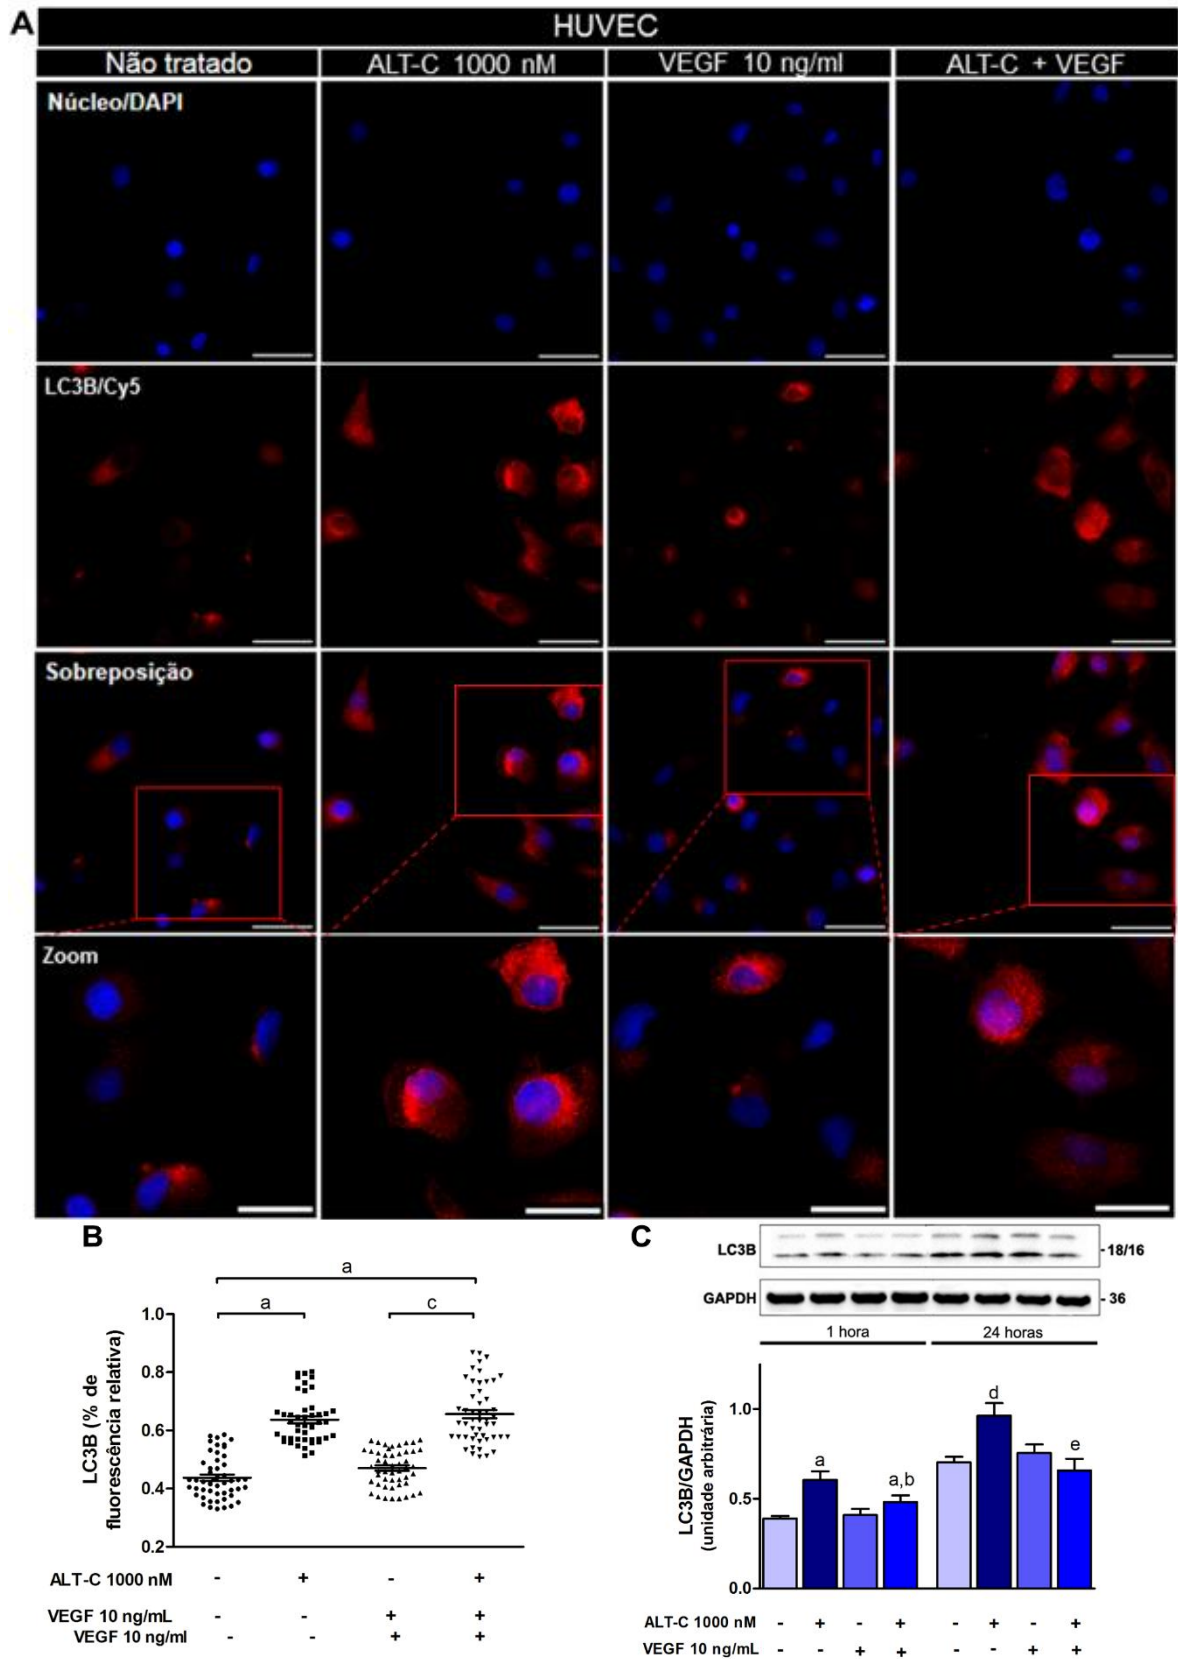 A
HUVEC
Não tratado
ALT-C 1000 nM
VEGF 10 ng/ml
ALT-C + VEGF
Núcleo/DAPI
LC3B/Cy5
Sobreposição
Zoom
B
a
a
c
LC3B (% de
fluorescência relativa)
1.0
0.8
0.6
0.4
0.2
ALT-C 1000 nM - + - +
VEGF 10 ng/mL - - + +
VEGF 10 ng/ml - - + +
C
LC3B
-18/16
GAPDH
- 36
1 hora
24 horas
LC3B/GAPDH
(unidade arbitrária)
1.0
0.5
0.0
a
a,b
d
e
ALT-C 1000 nM - + - + - + - +
VEGF 10 ng/mL - - + + - - + +